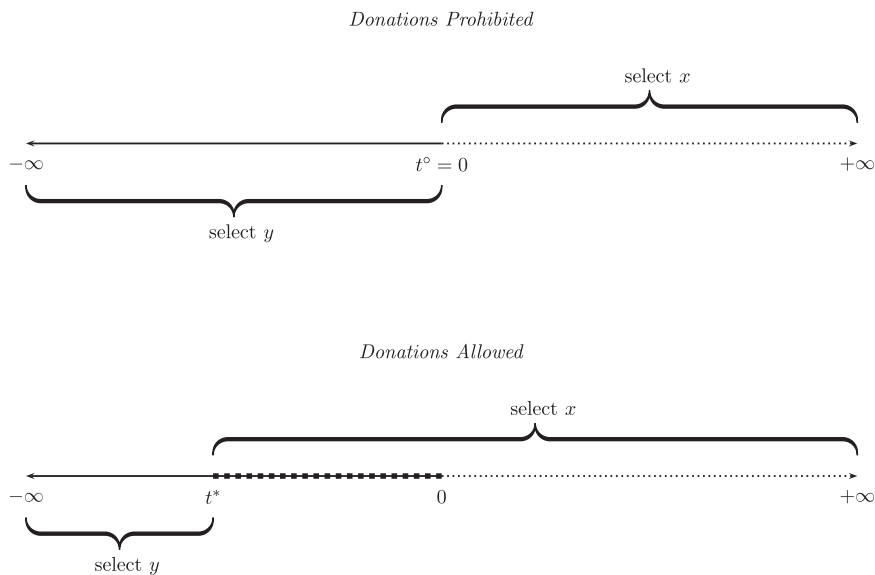 Donations Prohibited
select x
−∞
t° = 0
+∞
select y
Donations Allowed
select x
−∞
t*
0
+∞
select y